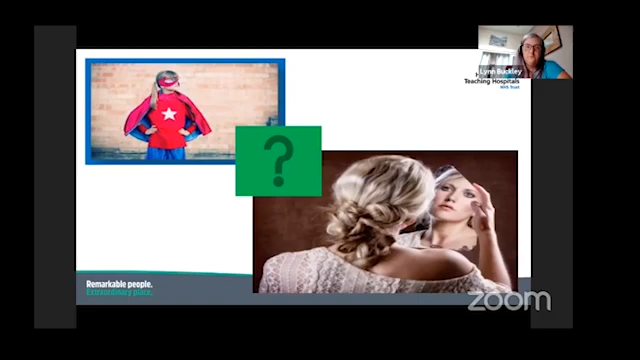 Lynn Buckley
Teaching Hospitals
NHS Trust
?
Remarkable people.
Extraordinary place.
zoom